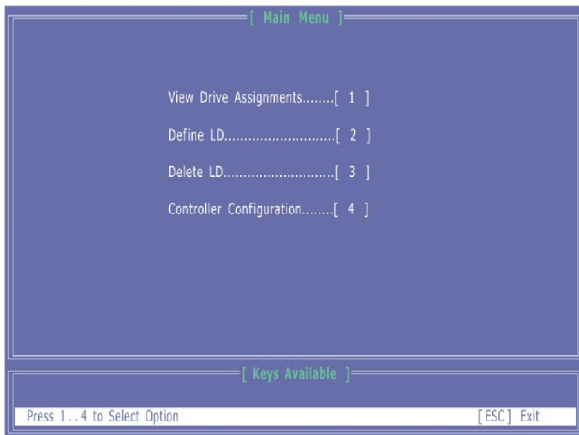 [ Main Menu ]
View Drive Assignments........[ 1 ]
Define LD............................[ 2 ]
Delete LD............................[ 3 ]
Controller Configuration........[ 4 ]
[ Keys Available ]
Press 1..4 to Select Option [ESC] Exit